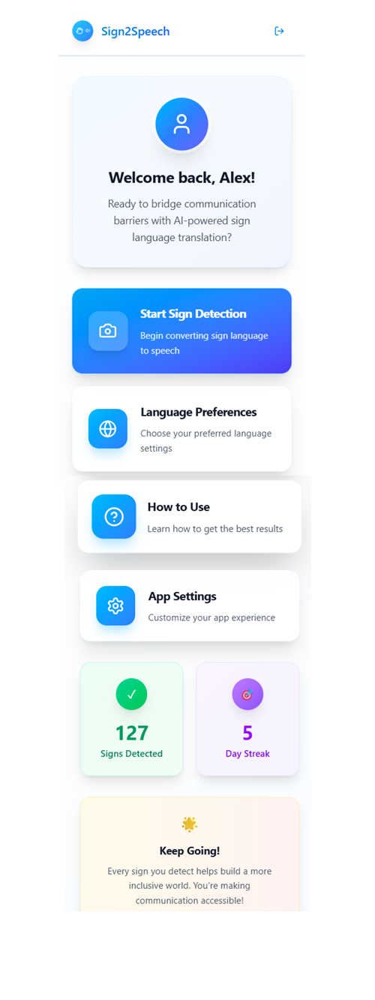 Sign2Speech
Welcome back, Alex!
Ready to bridge communication
barriers with AI-powered sign
language translation?
Start Sign Detection
Begin converting sign language
to speech
Language Preferences
Choose your preferred language
settings
How to Use
Learn how to get the best results
App Settings
Customize your app experience
127
Signs Detected
5
Day Streak
Keep Going!
Every sign you detect helps build a more
inclusive world. You're making
communication accessible!